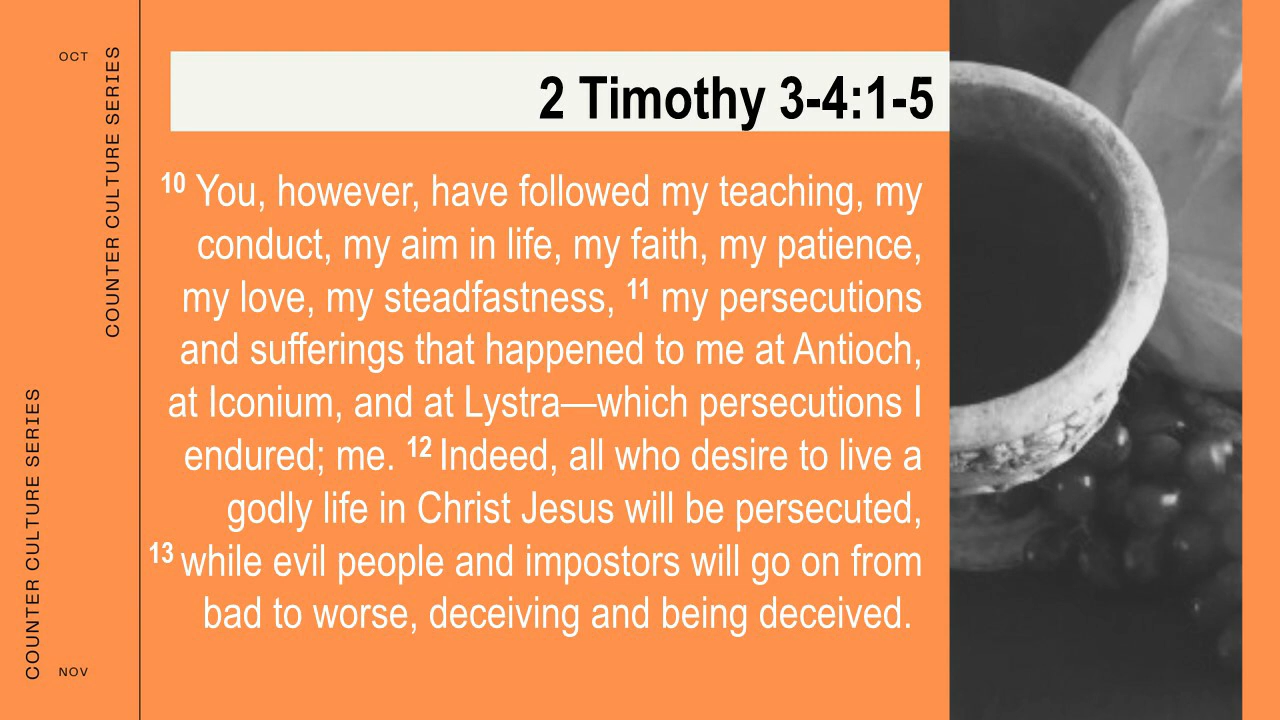 OCT
COUNTER CULTURE SERIES
2 Timothy 3-4:1-5
10 You, however, have followed my teaching, my
conduct, my aim in life, my faith, my patience,
my love, my steadfastness, 11 my persecutions
and sufferings that happened to me at Antioch,
at Iconium, and at Lystra—which persecutions I
endured; me. 12 Indeed, all who desire to live a
godly life in Christ Jesus will be persecuted,
13 while evil people and impostors will go on from
bad to worse, deceiving and being deceived.
COUNTER CULTURE SERIES
NOV